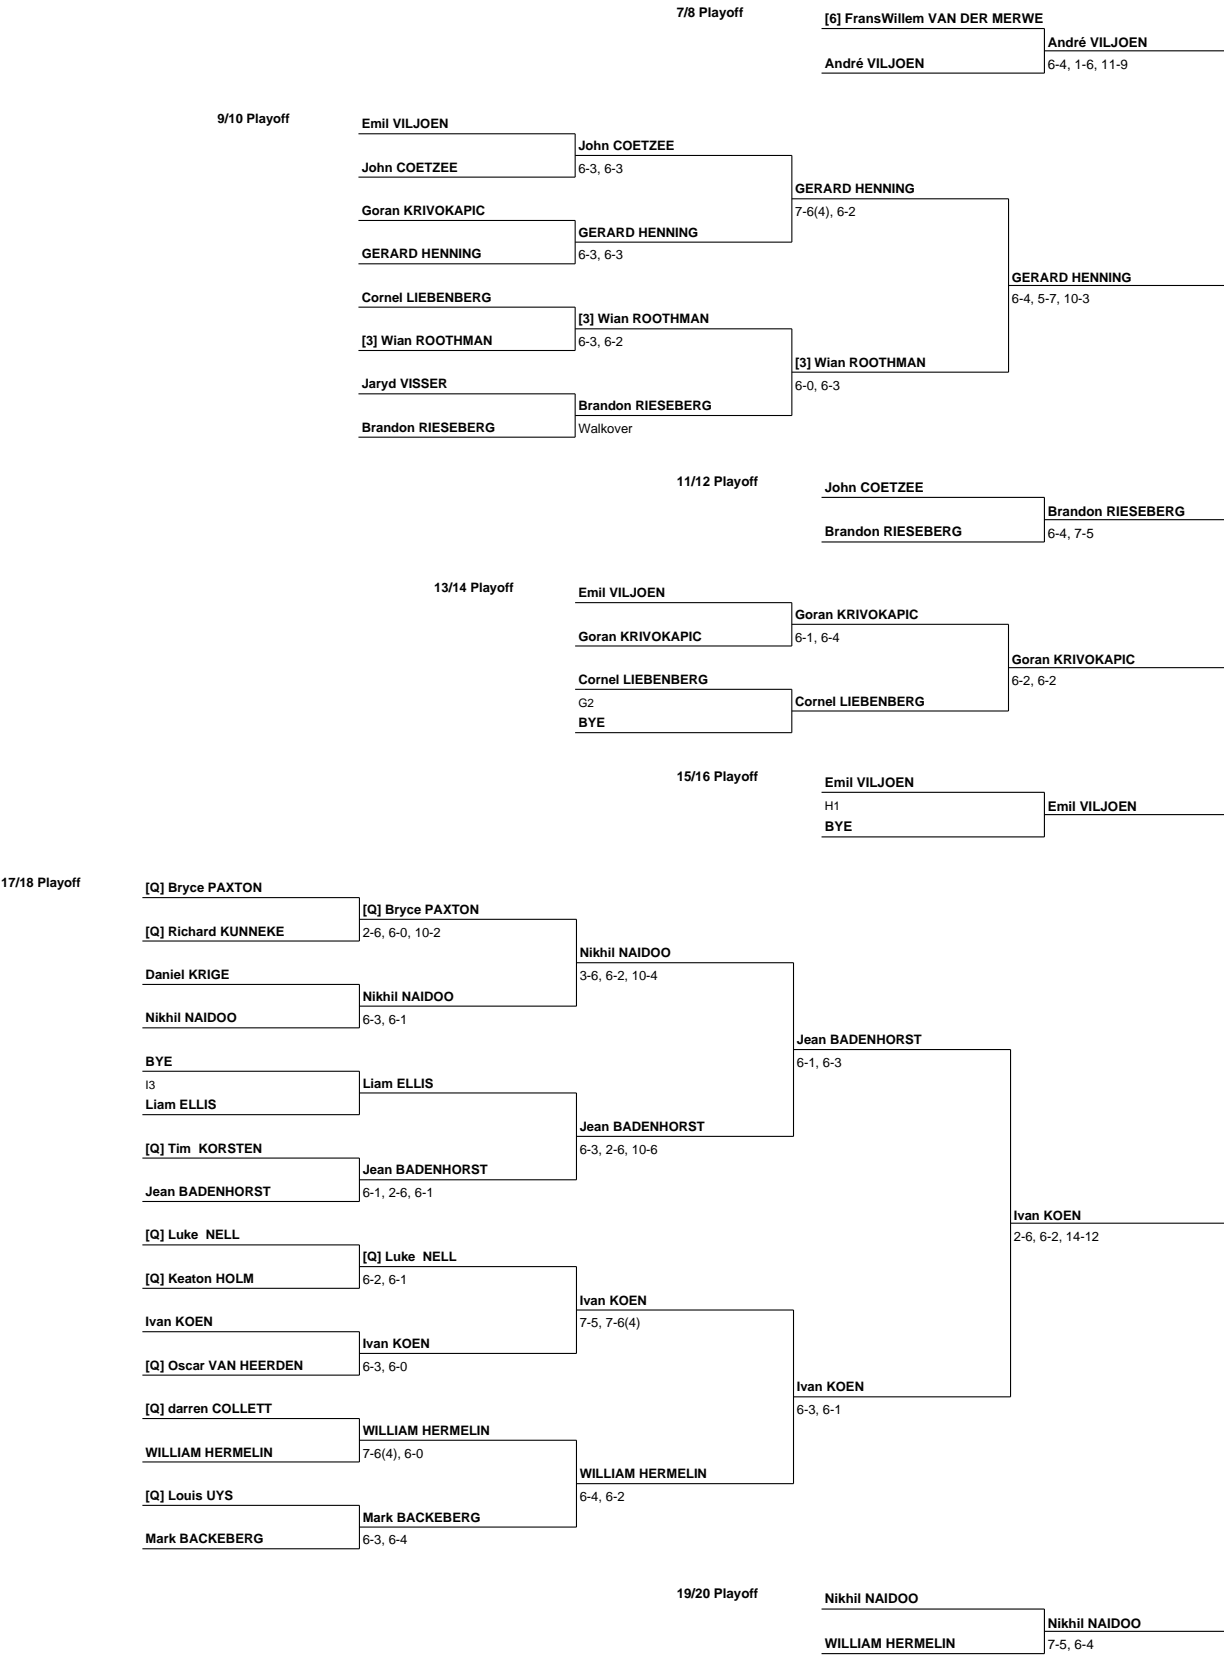 7/8 Playoff
[6] FransWillem VAN DER MERWE
André VILJOEN
André VILJOEN
6-4, 1-6, 11-9
9/10 Playoff
Emil VILJOEN
John COETZEE
John COETZEE
6-3, 6-3
GERARD HENNING
7-6(4), 6-2
Goran KRIVOKAPIC
GERARD HENNING
GERARD HENNING
6-3, 6-3
GERARD HENNING
6-4, 5-7, 10-3
Cornel LIEBENBERG
[3] Wian ROOTHMAN
[3] Wian ROOTHMAN
6-3, 6-2
[3] Wian ROOTHMAN
6-0, 6-3
Jaryd VISSER
Brandon RIESEBERG
Brandon RIESEBERG
Walkover
11/12 Playoff
John COETZEE
Brandon RIESEBERG
Brandon RIESEBERG
6-4, 7-5
13/14 Playoff
Emil VILJOEN
Goran KRIVOKAPIC
Goran KRIVOKAPIC
6-1, 6-4
Goran KRIVOKAPIC
6-2, 6-2
Cornel LIEBENBERG
G2
Cornel LIEBENBERG
BYE
15/16 Playoff
Emil VILJOEN
H1
Emil VILJOEN
BYE
17/18 Playoff
[Q] Bryce PAXTON
[Q] Bryce PAXTON
[Q] Richard KUNNEKE
2-6, 6-0, 10-2
Nikhil NAIDOO
3-6, 6-2, 10-4
Daniel KRIGE
Nikhil NAIDOO
Nikhil NAIDOO
6-3, 6-1
Jean BADENHORST
6-1, 6-3
BYE
I3
Liam ELLIS
Liam ELLIS
Jean BADENHORST
6-3, 2-6, 10-6
[Q] Tim  KORSTEN
Jean BADENHORST
Jean BADENHORST
6-1, 2-6, 6-1
Ivan KOEN
2-6, 6-2, 14-12
[Q] Luke  NELL
[Q] Luke  NELL
[Q] Keaton HOLM
6-2, 6-1
Ivan KOEN
7-5, 7-6(4)
Ivan KOEN
Ivan KOEN
[Q] Oscar VAN HEERDEN
6-3, 6-0
Ivan KOEN
6-3, 6-1
[Q] darren COLLETT
WILLIAM HERMELIN
WILLIAM HERMELIN
7-6(4), 6-0
WILLIAM HERMELIN
6-4, 6-2
[Q] Louis UYS
Mark BACKEBERG
Mark BACKEBERG
6-3, 6-4
19/20 Playoff
Nikhil NAIDOO
Nikhil NAIDOO
WILLIAM HERMELIN
7-5, 6-4